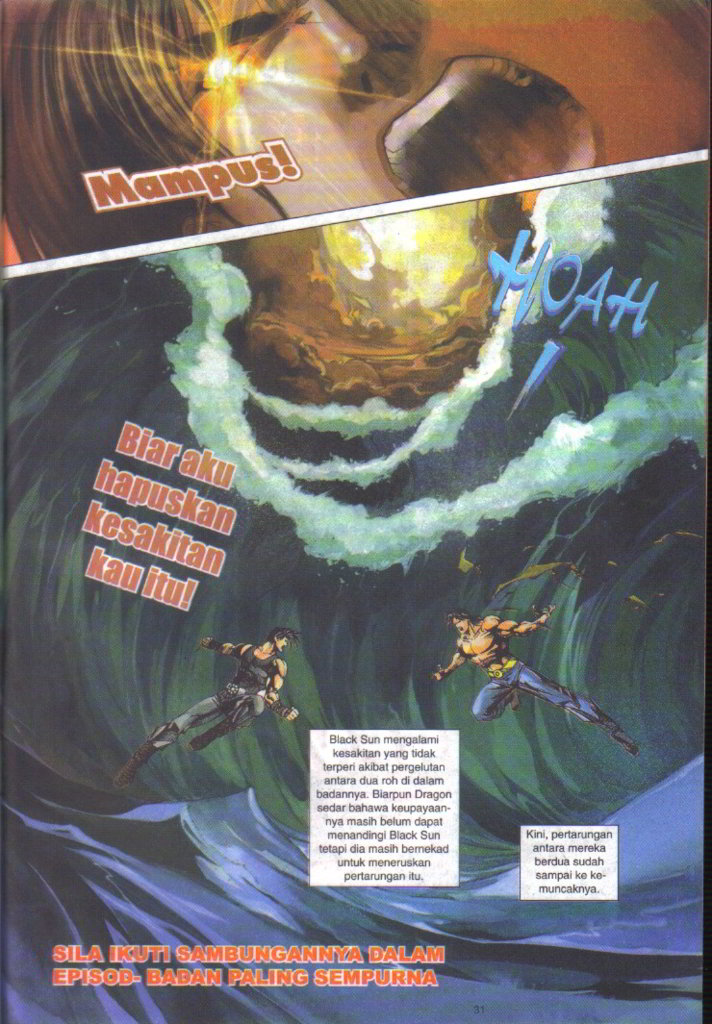 Mampus!
HOAH!
Biar aku
hapuskan
kesakitan
kau itu!
Black Sun mengalami
kesakitan yang tidak
terperi akibat pergelutan
antara dua roh di dalam
badannya. Biarpun Dragon
sedar bahawa keupayaan-
nya masih belum dapat
menandingi Black Sun
tetapi dia masih bernekad
untuk meneruskan
pertarungan itu.
Kini, pertarungan
antara mereka
berdua sudah
sampai ke ke-
muncaknya.
SILA IKUTI SAMBUNGANNYA DALAM
EPISOD- BADAN PALING SEMPURNA
31